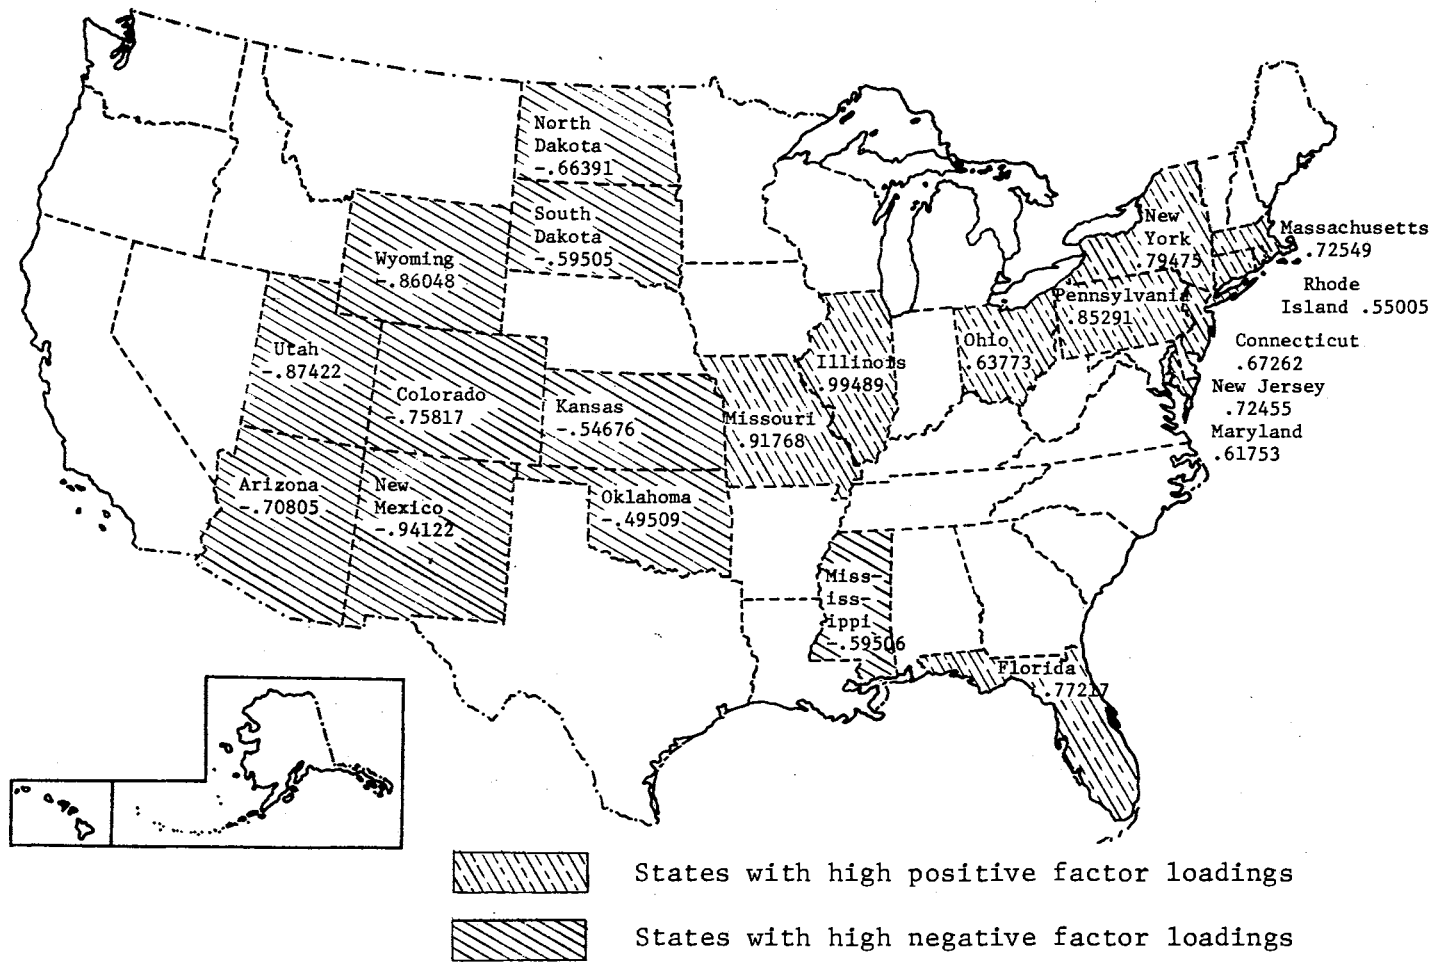 North
Dakota
-.66391
South
Dakota
-.59505
Wyoming
-.86048
Utah
-.87422
Colorado
-.75817
Kansas
-.54676
Arizona
-.70805
New
Mexico
-.94122
Oklahoma
-.49509
Missouri
.91768
Illinois
.99489
Ohio
.63773
Pennsylvania
.85291
New
York
.79475
Massachusetts
.72549
Rhode
Island .55005
Connecticut
.67262
New Jersey
.72455
Maryland
.61753
Miss-
iss-
ippi
-.59506
Florida
.77217
States with high positive factor loadings
States with high negative factor loadings